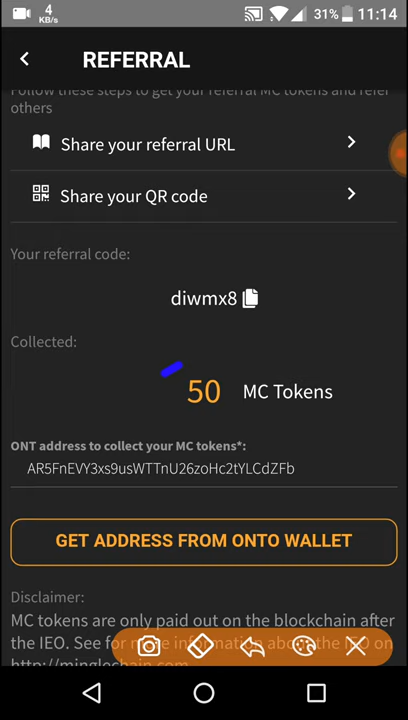 4
KB/s
31%
11:14
REFERRAL
Follow these steps to get your referral MC tokens and refer
others
Share your referral URL
Share your QR code
Your referral code:
diwmx8
Collected:
50 MC Tokens
ONT address to collect your MC tokens*:
AR5FnEVY3xs9usWTTnU26zoHc2tYLCdZFb
GET ADDRESS FROM ONTO WALLET
Disclaimer:
MC tokens are only paid out on the blockchain after
the IEO. See for more information about the IEO on
http://minglechain.com